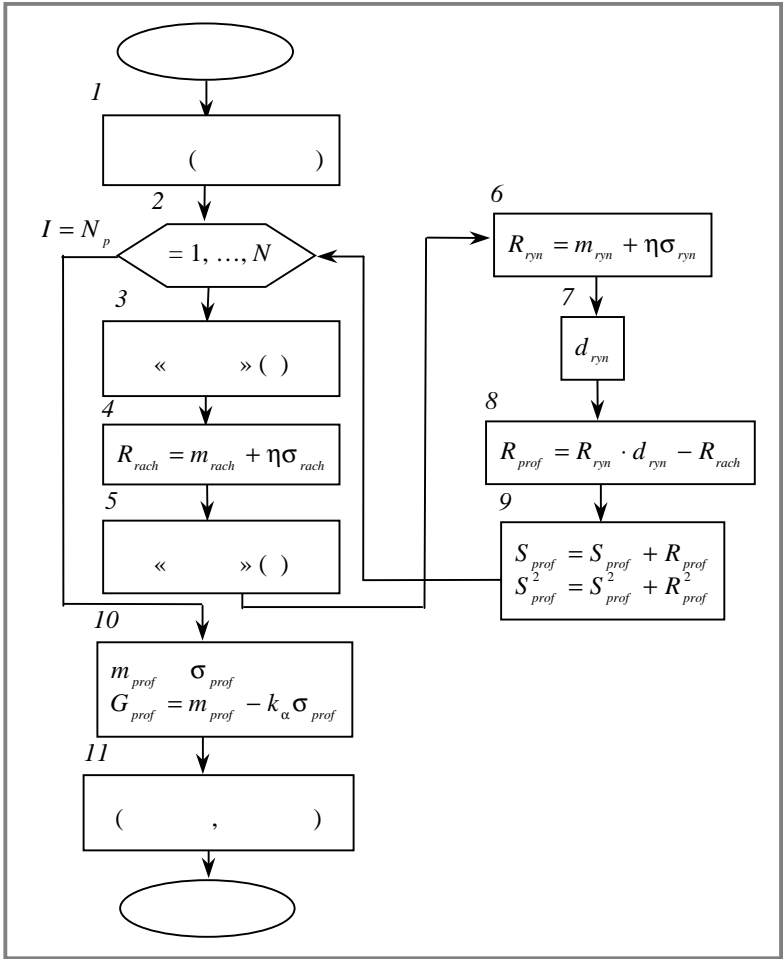 1
( )
2
I = N_p
= 1, …, N
3
« » ( )
4
R_rach = m_rach + ησ_rach
5
« » ( )
6
R_ryn = m_ryn + ησ_ryn
7
d_ryn
8
R_prof = R_ryn · d_ryn − R_rach
9
S_prof = S_prof + R_prof
S²_prof = S²_prof + R²_prof
10
m_prof σ_prof
G_prof = m_prof − k_α σ_prof
11
( , )